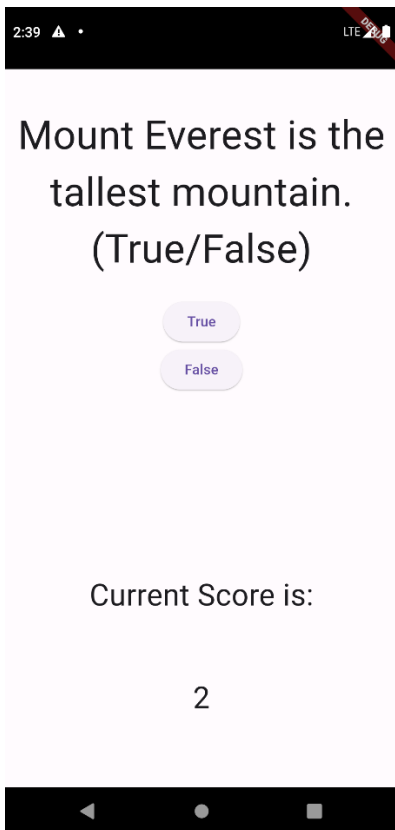 2:39
LTE
DEBUG
Mount Everest is the
tallest mountain.
(True/False)
True
False
Current Score is:
2